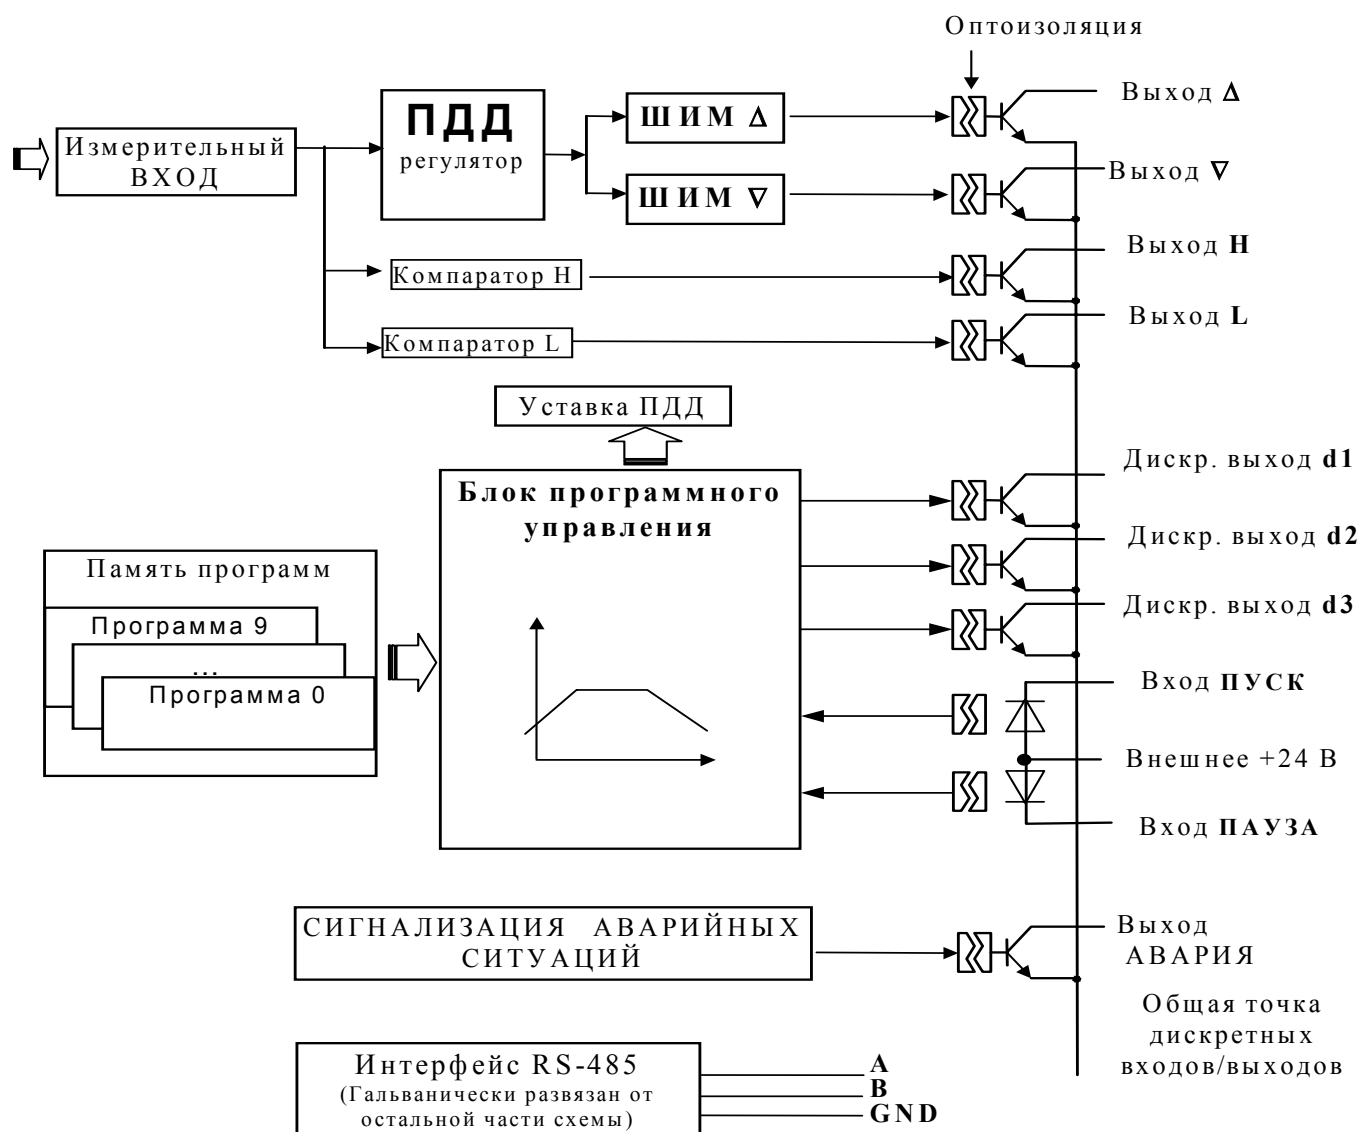 Оптоизоляция
Выход Δ
ПДД
регулятор
ШИМ Δ
Измерительный
ВХОД
Выход ∇
ШИМ ∇
Выход H
Компаратор H
Выход L
Компаратор L
Уставка ПДД
Дискр. выход d1
Блок программного
управления
Дискр. выход d2
Память программ
Дискр. выход d3
Программа 9
...
Программа 0
Вход ПУСК
Внешнее +24 В
Вход ПАУЗА
СИГНАЛИЗАЦИЯ АВАРИЙНЫХ
СИТУАЦИЙ
Выход
АВАРИЯ
Общая точка
дискретных
входов/выходов
Интерфейс RS-485
(Гальванически развязан от
остальной части схемы)
A
B
GND